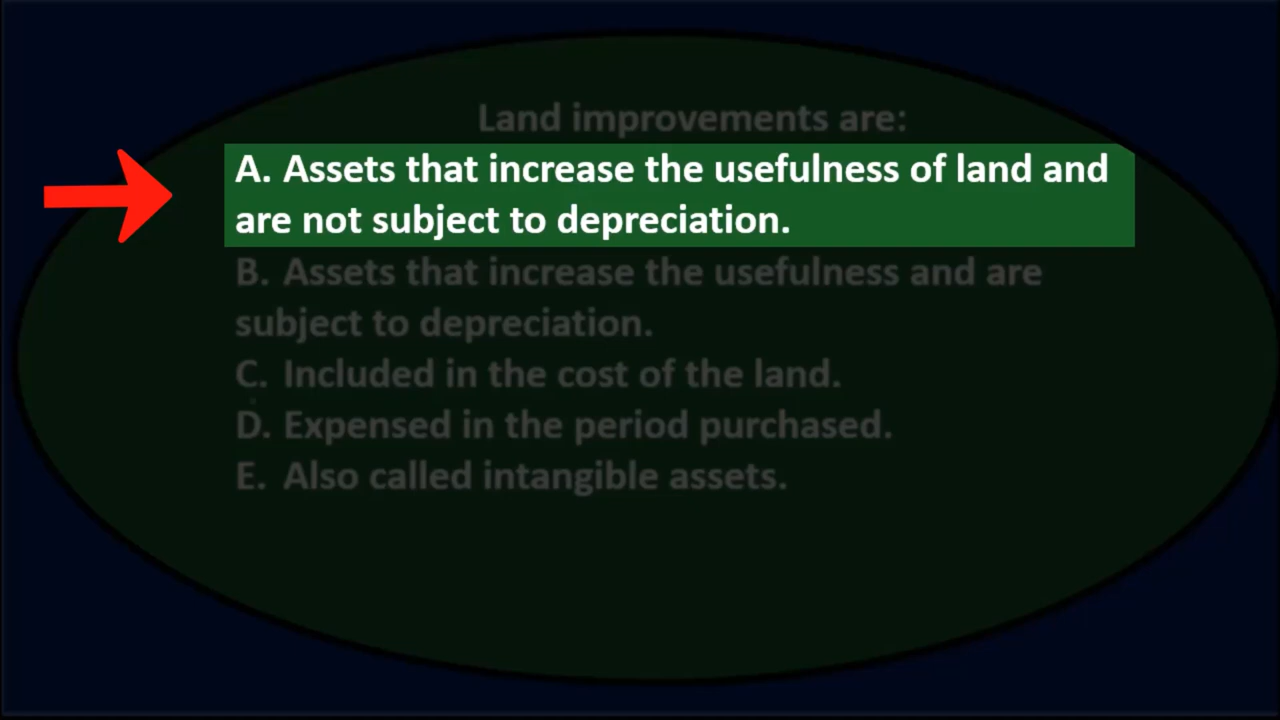 Land improvements are:
A. Assets that increase the usefulness of land and
are not subject to depreciation.
B. Assets that increase the usefulness and are
subject to depreciation.
C. Included in the cost of the land.
D. Expensed in the period purchased.
E. Also called intangible assets.